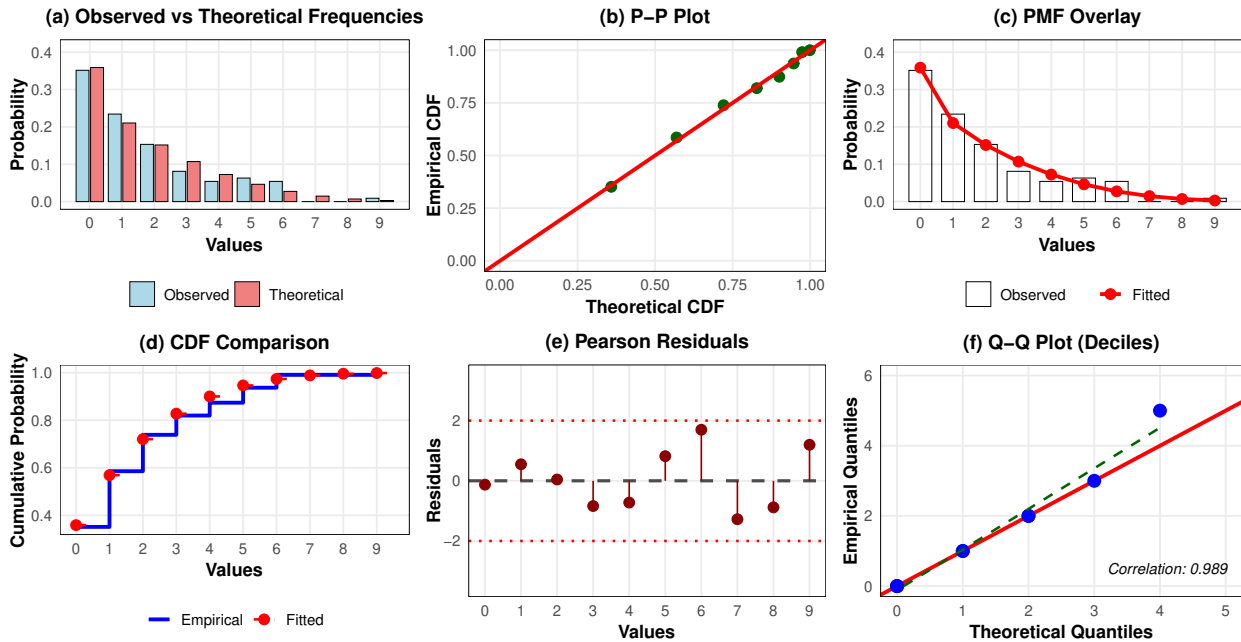 (a) Observed vs Theoretical Frequencies
Probability
0.4
0.3
0.2
0.1
0.0
0 1 2 3 4 5 6 7 8 9
Values
Observed Theoretical
(b) P−P Plot
Empirical CDF
1.00
0.75
0.50
0.25
0.00
0.00 0.25 0.50 0.75 1.00
Theoretical CDF
(c) PMF Overlay
Probability
0.4
0.3
0.2
0.1
0.0
0 1 2 3 4 5 6 7 8 9
Values
Observed Fitted
(d) CDF Comparison
Cumulative Probability
1.0
0.8
0.6
0.4
0 1 2 3 4 5 6 7 8 9
Values
Empirical Fitted
(e) Pearson Residuals
Residuals
2
0
−2
0 1 2 3 4 5 6 7 8 9
Values
(f) Q−Q Plot (Deciles)
Empirical Quantiles
6
4
2
0
Correlation: 0.989
0 1 2 3 4 5
Theoretical Quantiles